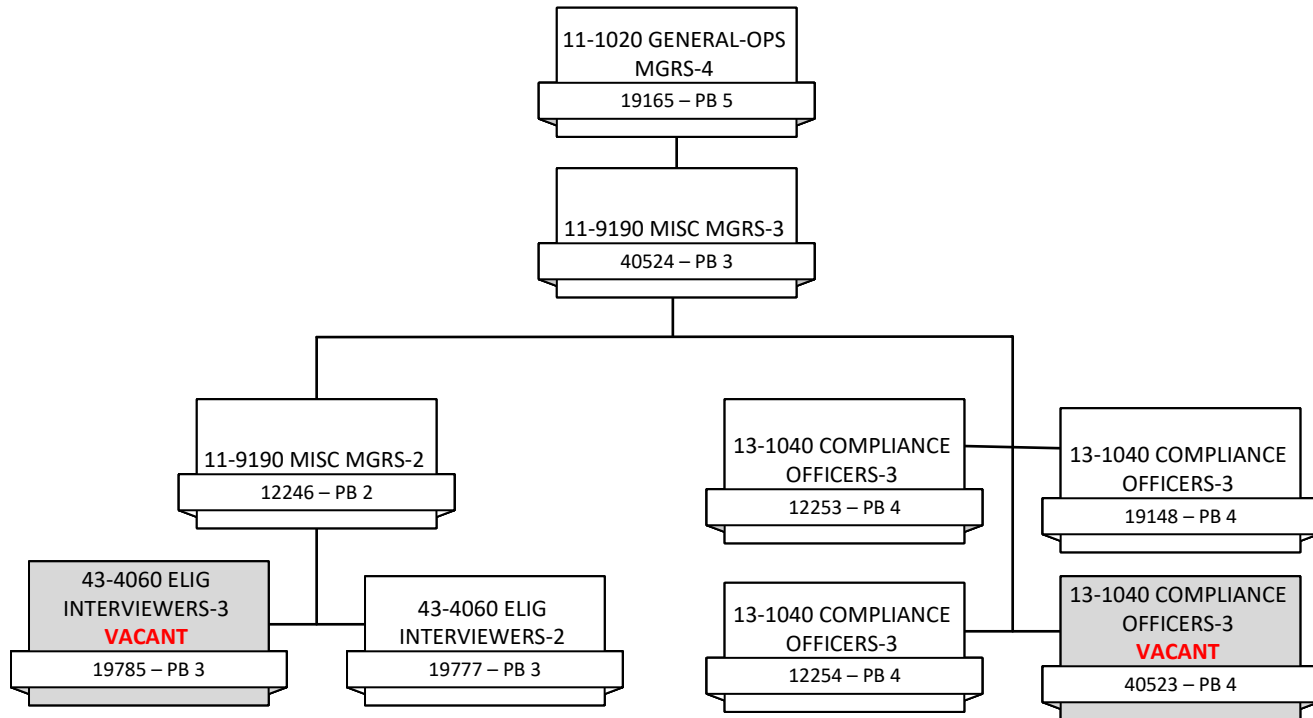 11-1020 GENERAL-OPS
MGRS-4
19165 – PB 5
11-9190 MISC MGRS-3
40524 – PB 3
11-9190 MISC MGRS-2
12246 – PB 2
43-4060 ELIG
INTERVIEWERS-3
VACANT
19785 – PB 3
43-4060 ELIG
INTERVIEWERS-2
19777 – PB 3
13-1040 COMPLIANCE
OFFICERS-3
12253 – PB 4
13-1040 COMPLIANCE
OFFICERS-3
19148 – PB 4
13-1040 COMPLIANCE
OFFICERS-3
12254 – PB 4
13-1040 COMPLIANCE
OFFICERS-3
VACANT
40523 – PB 4